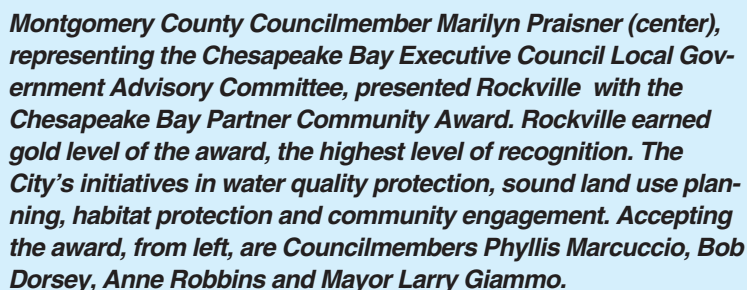 Montgomery County Councilmember Marilyn Praisner (center),
representing the Chesapeake Bay Executive Council Local Gov-
ernment Advisory Committee, presented Rockville  with the
Chesapeake Bay Partner Community Award. Rockville earned
gold level of the award, the highest level of recognition. The
City's initiatives in water quality protection, sound land use plan-
ning, habitat protection and community engagement. Accepting
the award, from left, are Councilmembers Phyllis Marcuccio, Bob
Dorsey, Anne Robbins and Mayor Larry Giammo.